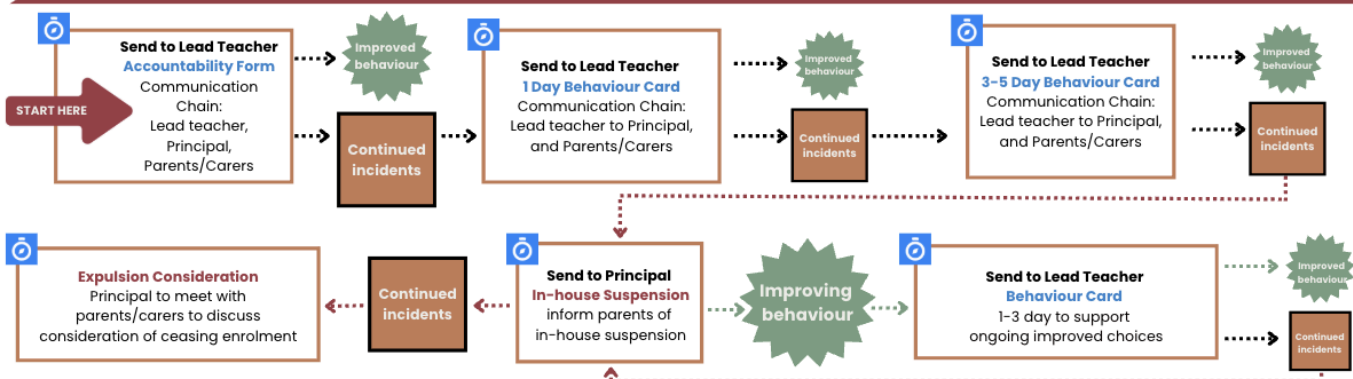 START HERE
Send to Lead Teacher
Accountability Form
Communication
Chain:
Lead teacher,
Principal,
Parents/Carers
Improved
behaviour
Continued
incidents
Send to Lead Teacher
1 Day Behaviour Card
Communication Chain:
Lead teacher to Principal,
and Parents/Carers
Improved
behaviour
Continued
incidents
Send to Lead Teacher
3-5 Day Behaviour Card
Communication Chain:
Lead teacher to Principal,
and Parents/Carers
Improved
behaviour
Continued
incidents
Expulsion Consideration
Principal to meet with
parents/carers to discuss
consideration of ceasing enrolment
Continued
incidents
Send to Principal
In-house Suspension
inform parents of
in-house suspension
Improving
behaviour
Send to Lead Teacher
Behaviour Card
1-3 day to support
ongoing improved choices
Improved
behaviour
Continued
incidents